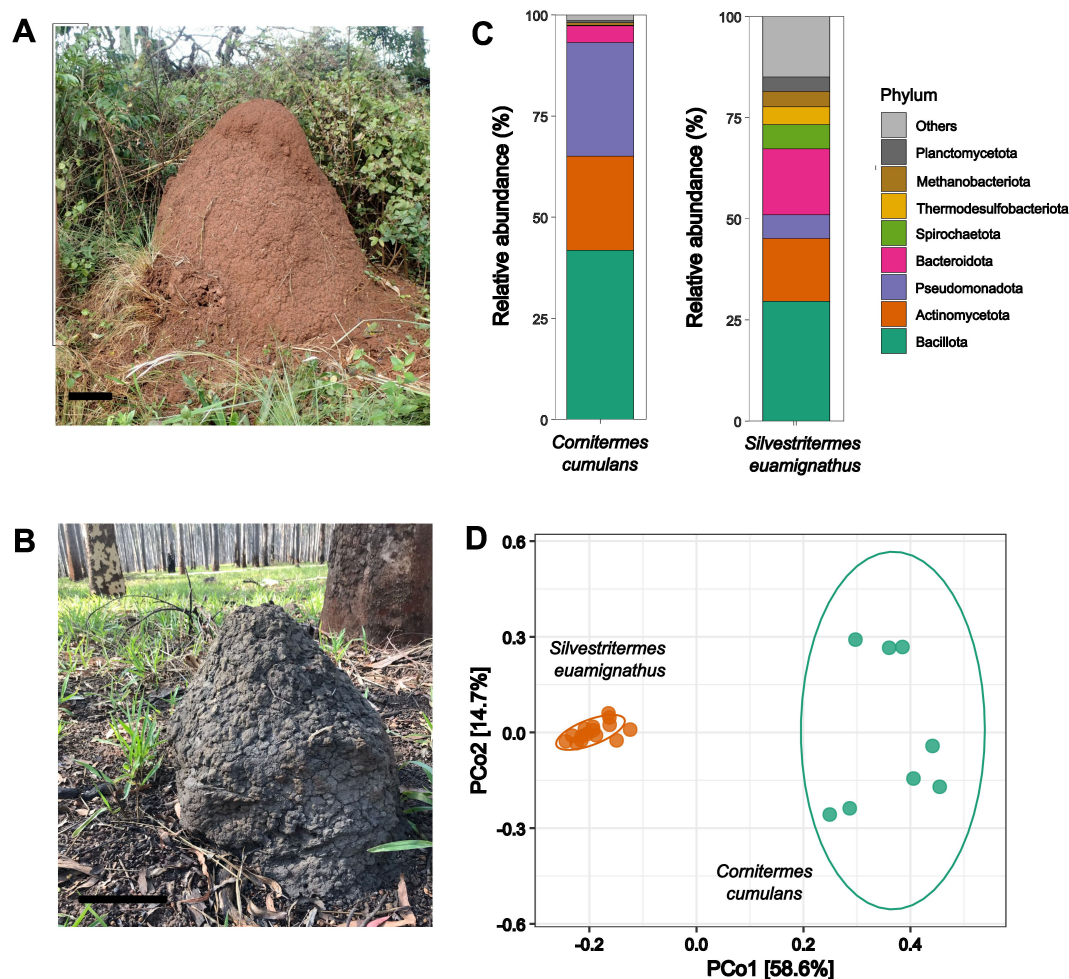 A
C
Relative abundance (%)
100
75
50
25
0
Cornitermes
cumulans
Relative abundance (%)
100
75
50
25
0
Silvestritermes
euamignathus
Phylum
Others
Planctomycetota
Methanobacteriota
Thermodesulfobacteriota
Spirochaetota
Bacteroidota
Pseudomonadota
Actinomycetota
Bacillota
B
D
PCo2 [14.7%]
0.6
0.3
0.0
-0.3
-0.6
Silvestritermes
euamignathus
Cornitermes
cumulans
-0.2
0.0
0.2
0.4
PCo1 [58.6%]